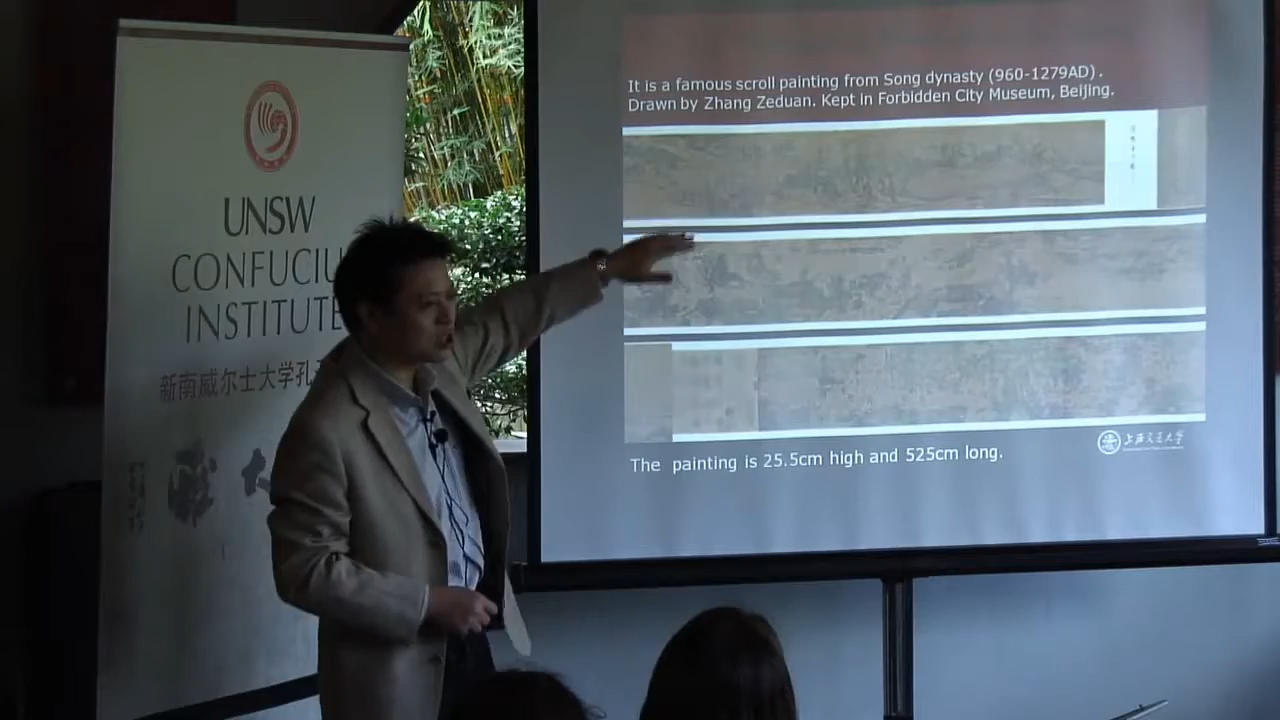 UNSW
CONFUCIU
INSTITUTE
新南威尔士大学孔
It is a famous scroll painting from Song dynasty (960-1279AD).
Drawn by Zhang Zeduan. Kept in Forbidden City Museum, Beijing.
The painting is 25.5cm high and 525cm long.
上海交通大学